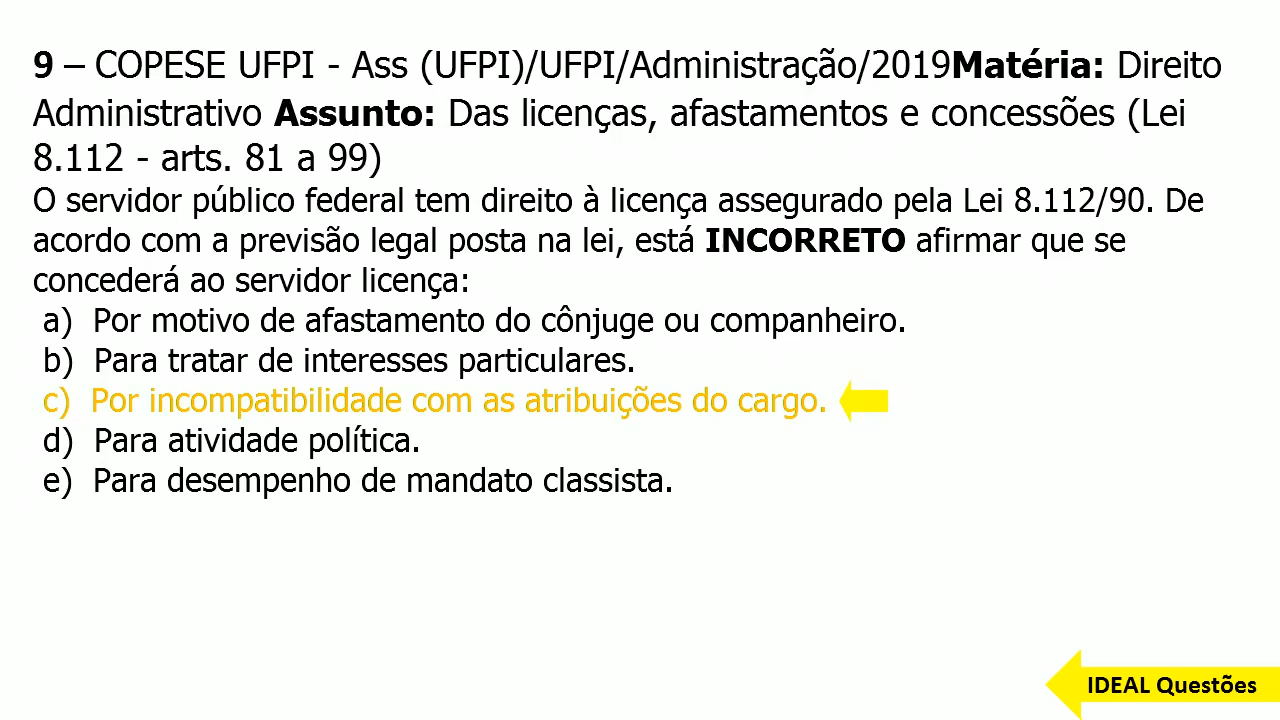 9 – COPESE UFPI - Ass (UFPI)/UFPI/Administração/2019Matéria: Direito
Administrativo Assunto: Das licenças, afastamentos e concessões (Lei
8.112 - arts. 81 a 99)
O servidor público federal tem direito à licença assegurado pela Lei 8.112/90. De
acordo com a previsão legal posta na lei, está INCORRETO afirmar que se
concederá ao servidor licença:
a) Por motivo de afastamento do cônjuge ou companheiro.
b) Para tratar de interesses particulares.
c) Por incompatibilidade com as atribuições do cargo.
d) Para atividade política.
e) Para desempenho de mandato classista.
IDEAL Questões